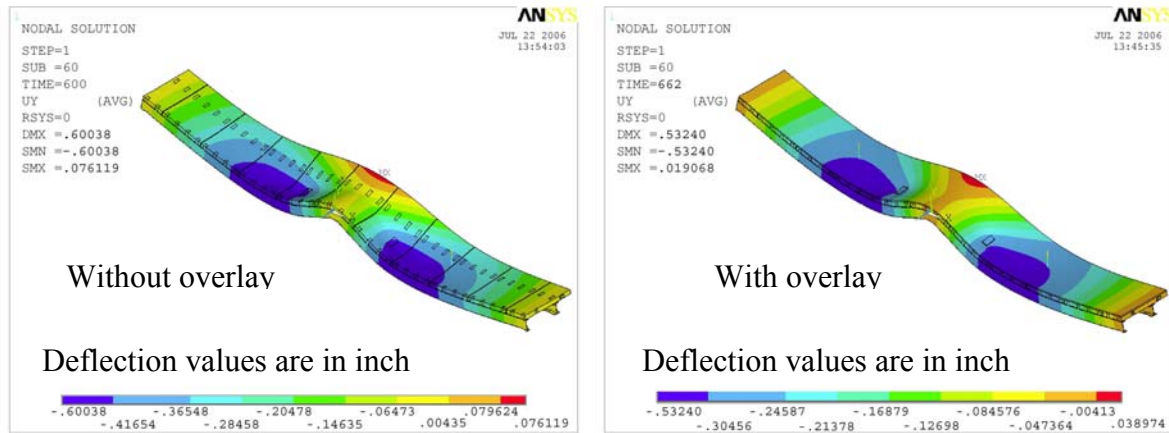 ANSYS
NODAL SOLUTION
JUL 22 2006
13:54:03
STEP=1
SUB =60
TIME=600
UY (AVG)
RSYS=0
DMX =.60038
SMN =-.60038
SMX =.076119
MX
Without overlay
Deflection values are in inch
-.60038 -.36548 -.20478 -.06473 .079624
-.41654 -.28458 -.14635 .00435 .076119
ANSYS
NODAL SOLUTION
JUL 22 2006
13:45:35
STEP=1
SUB =60
TIME=662
UY (AVG)
RSYS=0
DMX =.53240
SMN =-.53240
SMX =.019068
MX
With overlay
Deflection values are in inch
-.53240 -.24587 -.16879 -.084576 -.00413
-.30456 -.21378 -.12698 -.047364 .038974